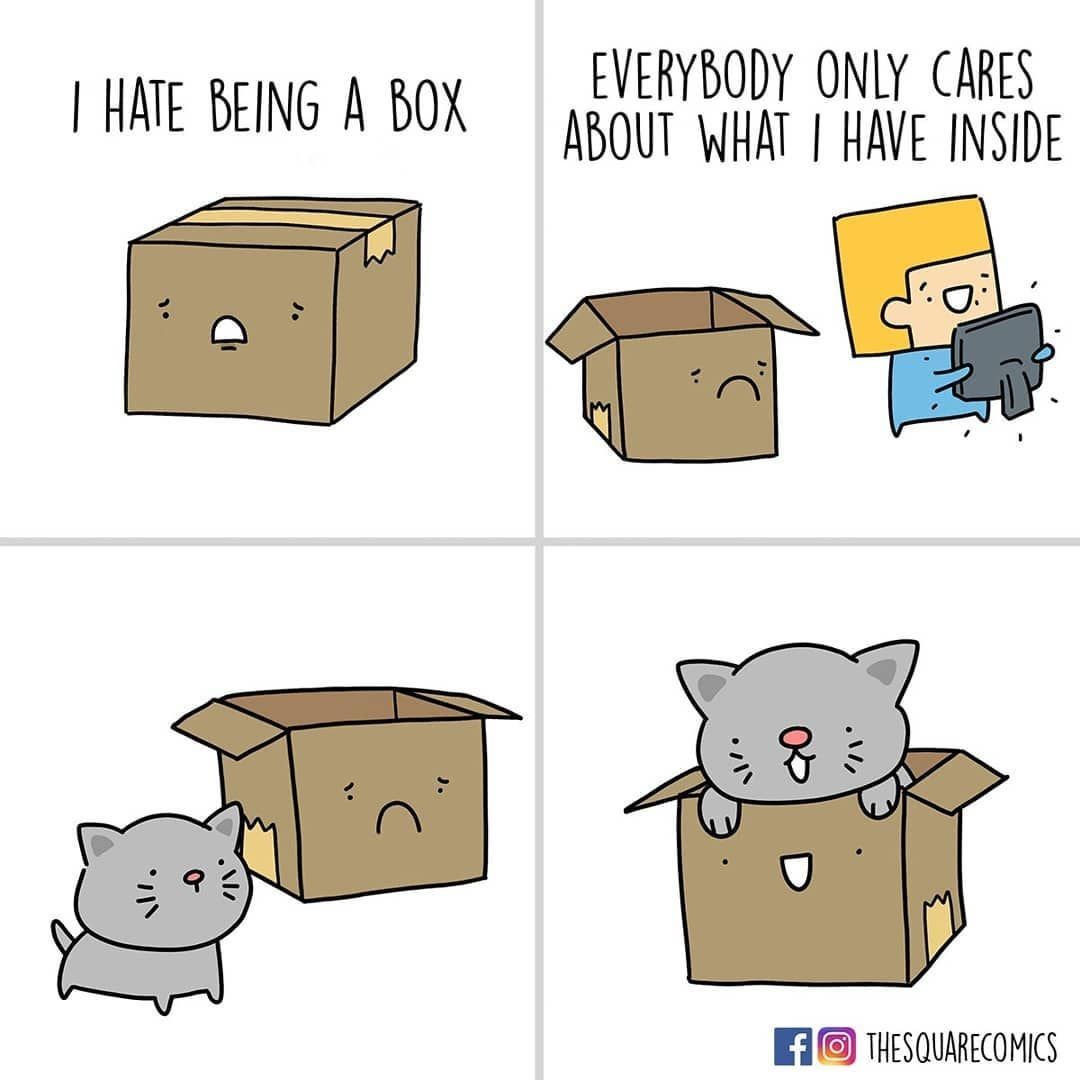 I HATE BEING A BOX
EVERYBODY ONLY CARES
ABOUT WHAT I HAVE INSIDE
THESQUARECOMICS